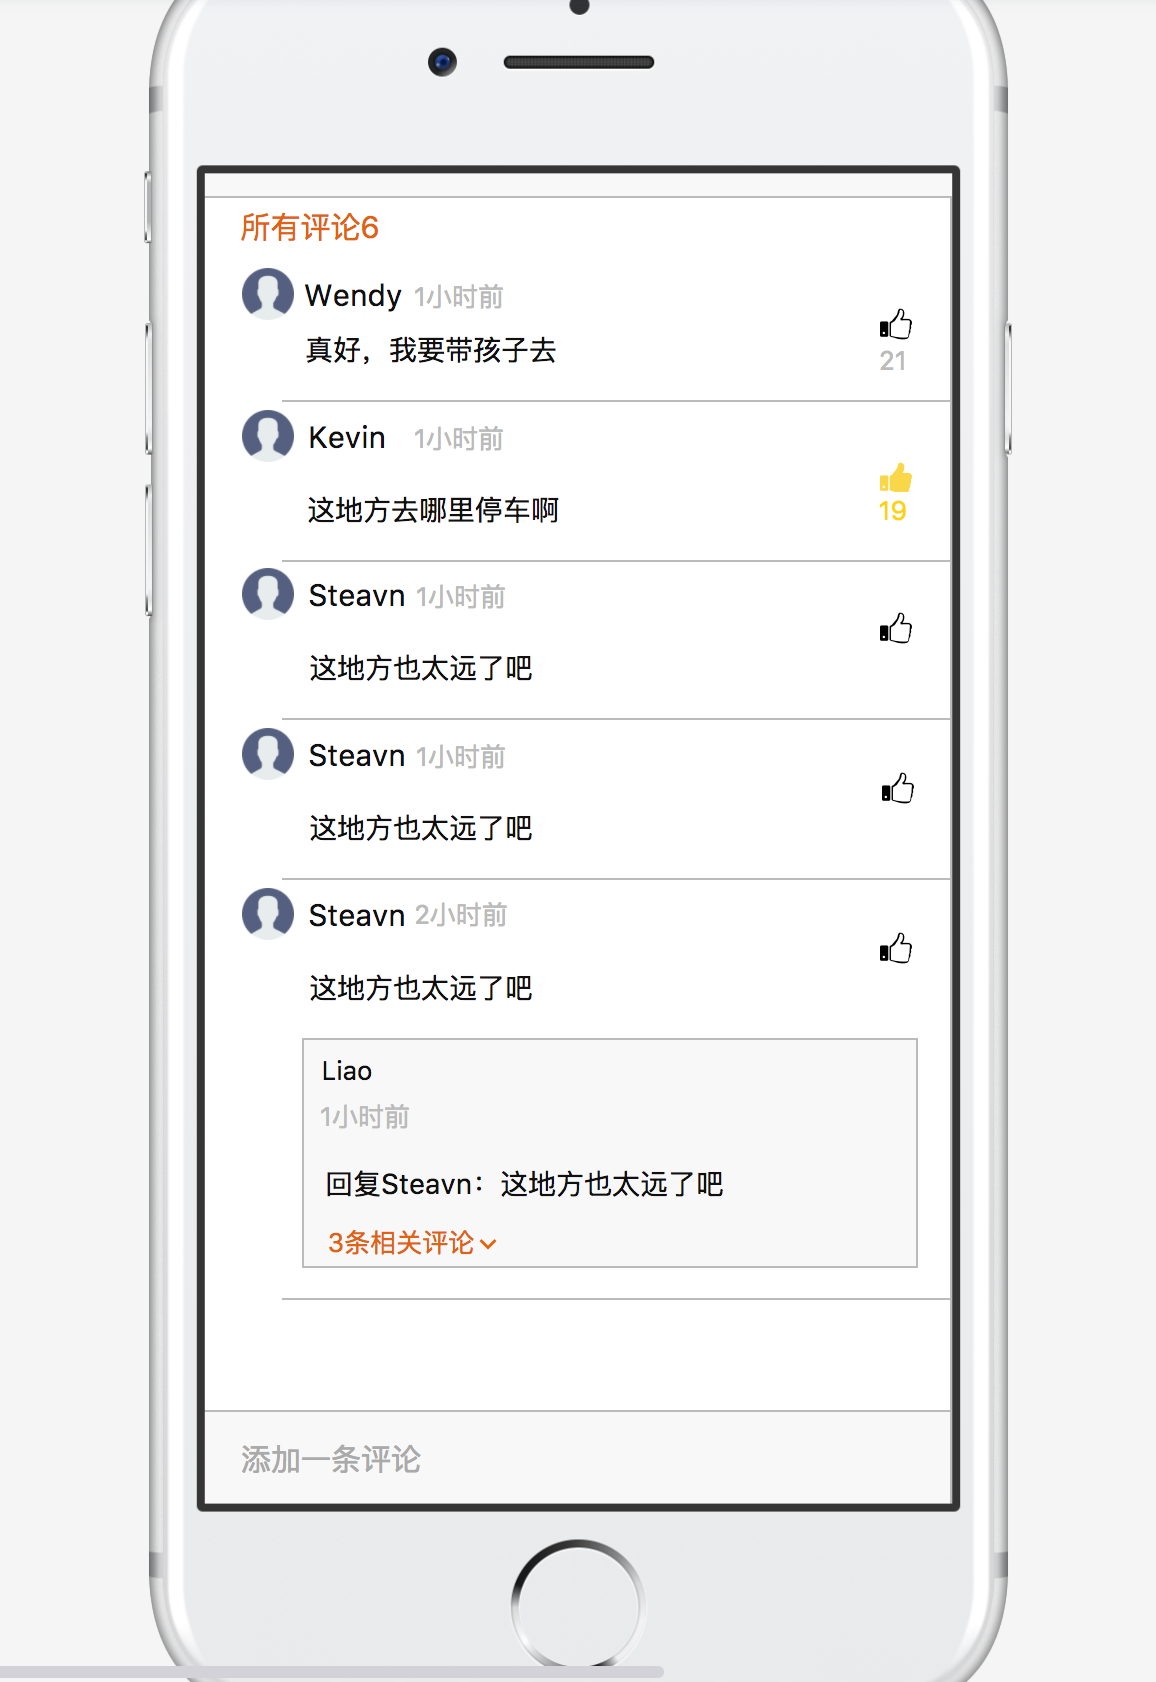 所有评论6
Wendy 1小时前
真好，我要带孩子去
21
Kevin 1小时前
这地方去哪里停车啊
19
Steavn 1小时前
这地方也太远了吧
Steavn 1小时前
这地方也太远了吧
Steavn 2小时前
这地方也太远了吧
Liao
1小时前
回复Steavn：这地方也太远了吧
3条相关评论
添加一条评论